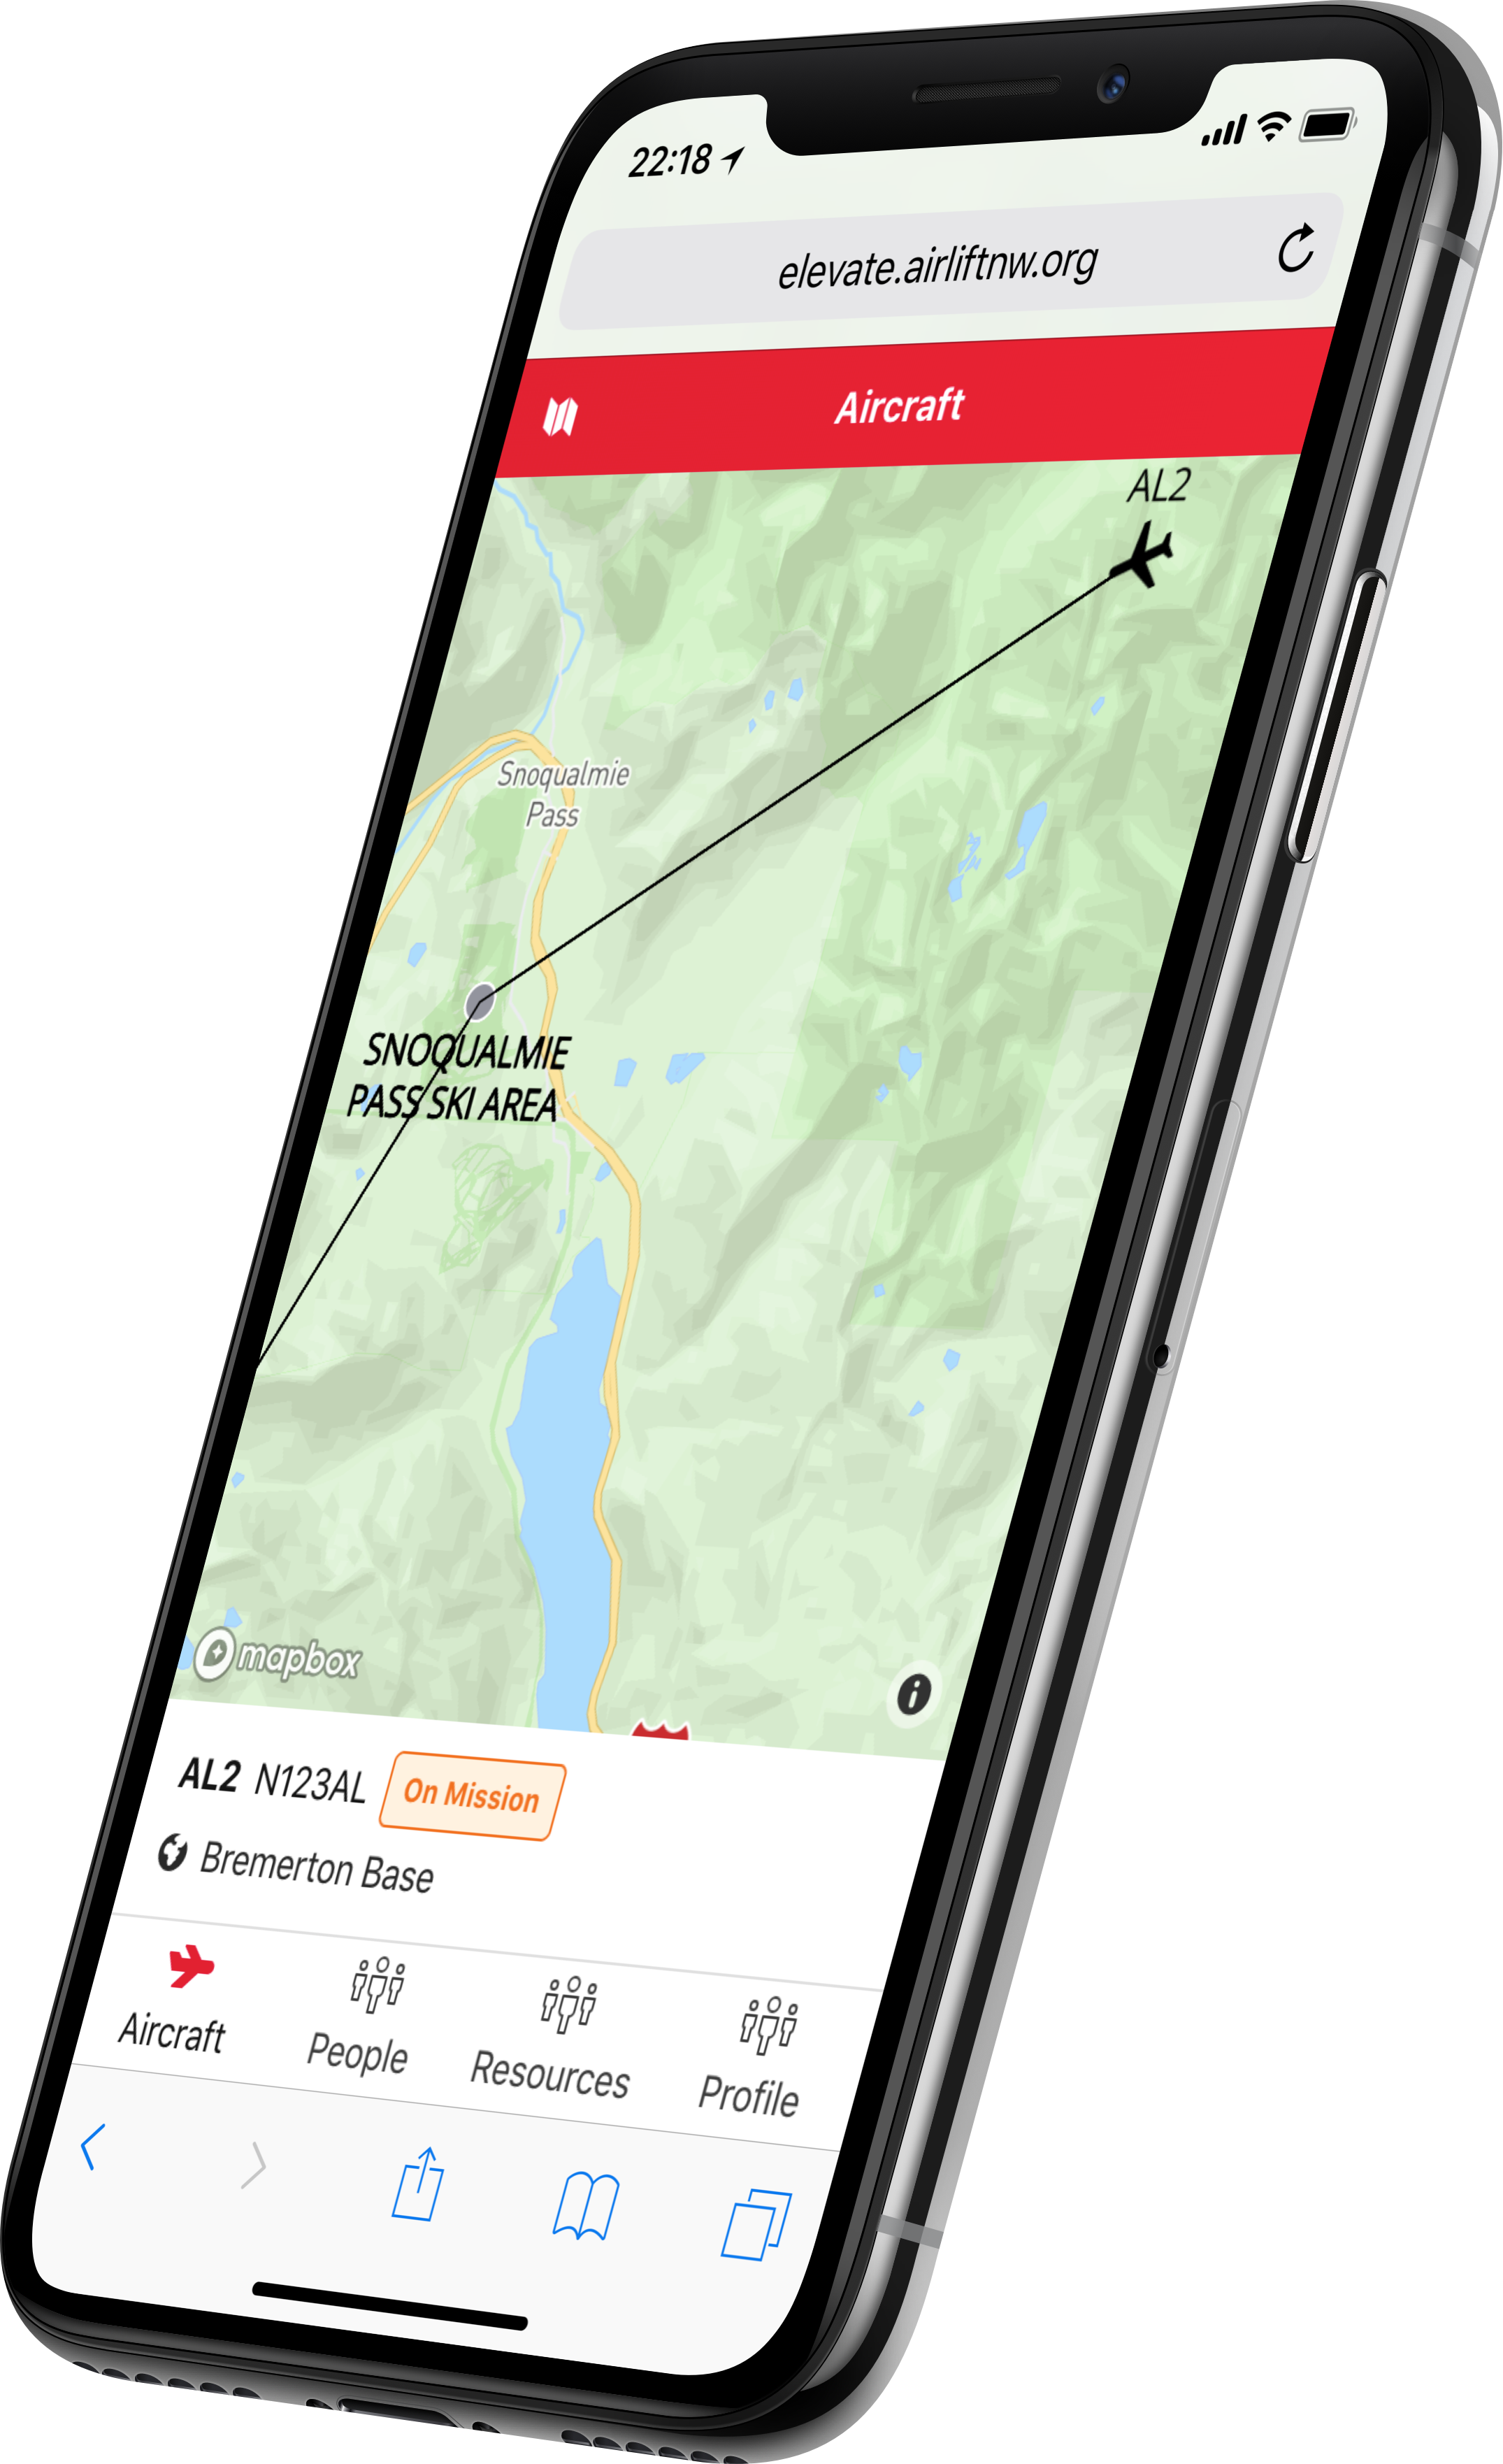 22:18
elevate.airliftnw.org
Aircraft
AL2
Snoqualmie
Pass
SNOQUALMIE
PASS SKI AREA
mapbox
i
AL2 N123AL On Mission
Bremerton Base
Aircraft People Resources Profile